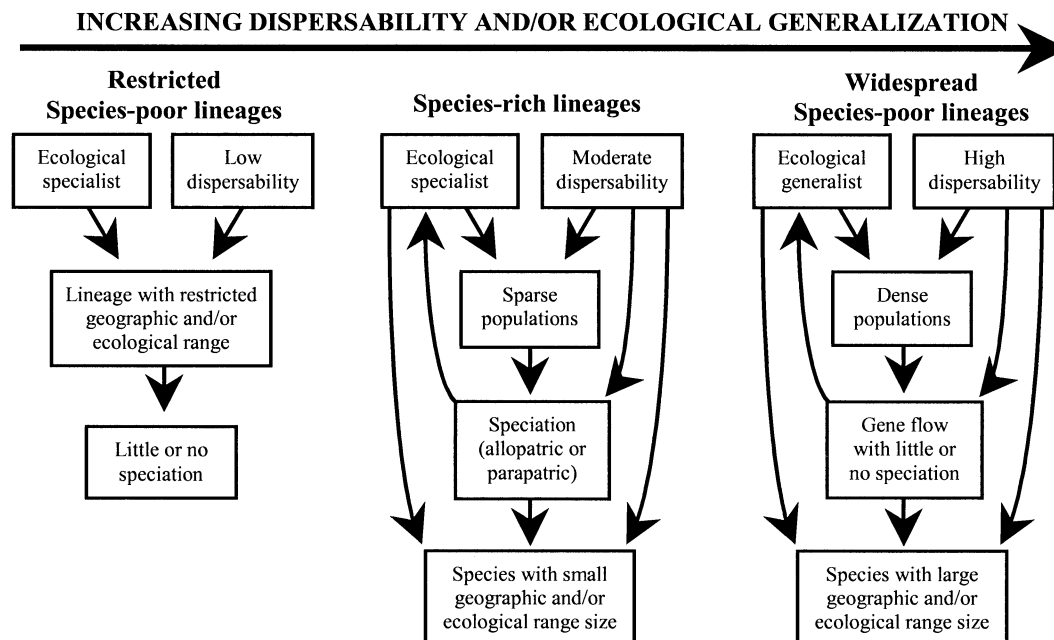 INCREASING DISPERSABILITY AND/OR ECOLOGICAL GENERALIZATION
Restricted
Species-poor lineages
Ecological
specialist
Low
dispersability
Lineage with restricted
geographic and/or
ecological range
Little or no
speciation
Species-rich lineages
Ecological
specialist
Moderate
dispersability
Sparse
populations
Speciation
(allopatric or
parapatric)
Species with small
geographic and/or
ecological range size
Widespread
Species-poor lineages
Ecological
generalist
High
dispersability
Dense
populations
Gene flow
with little or
no speciation
Species with large
geographic and/or
ecological range size